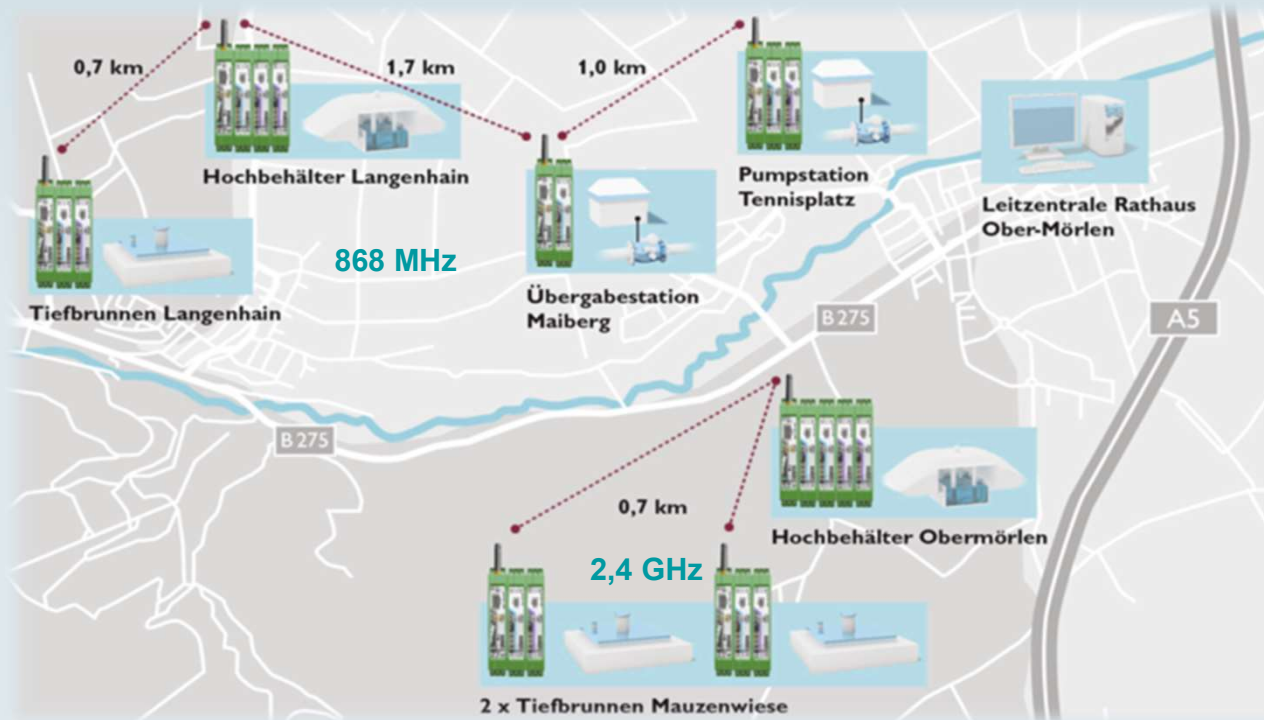 0,7 km
1,7 km
1,0 km
Hochbehälter Langenhain
Pumpstation
Tennisplatz
Leitzentrale Rathaus
Ober-Mörlen
868 MHz
Tiefbrunnen Langenhain
Übergabestation
Maiberg
B 275
A5
B 275
0,7 km
Hochbehälter Obermörlen
2,4 GHz
2 x Tiefbrunnen Mauzenwiese